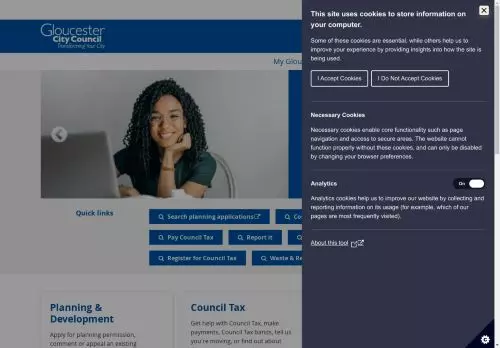 Gloucester
City Council
Transforming Your City
My Glou
Quick links
Search planning applications
Pay Council Tax
Report it
Register for Council Tax
Waste & Re
Planning &
Development
Apply for planning permission,
comment or appeal an existing
Council Tax
Get help with Council Tax, make
payments, Council Tax bands, tell us
you're moving, or find out about
This site uses cookies to store information on
your computer.
Some of these cookies are essential, while others help us to
improve your experience by providing insights into how the site is
being used.
I Accept Cookies
I Do Not Accept Cookies
Necessary Cookies
Necessary cookies enable core functionality such as page
navigation and access to secure areas. The website cannot
function properly without these cookies, and can only be disabled
by changing your browser preferences.
Analytics
On
Analytics cookies help us to improve our website by collecting and
reporting information on its usage (for example, which of our
pages are most frequently visited).
About this tool